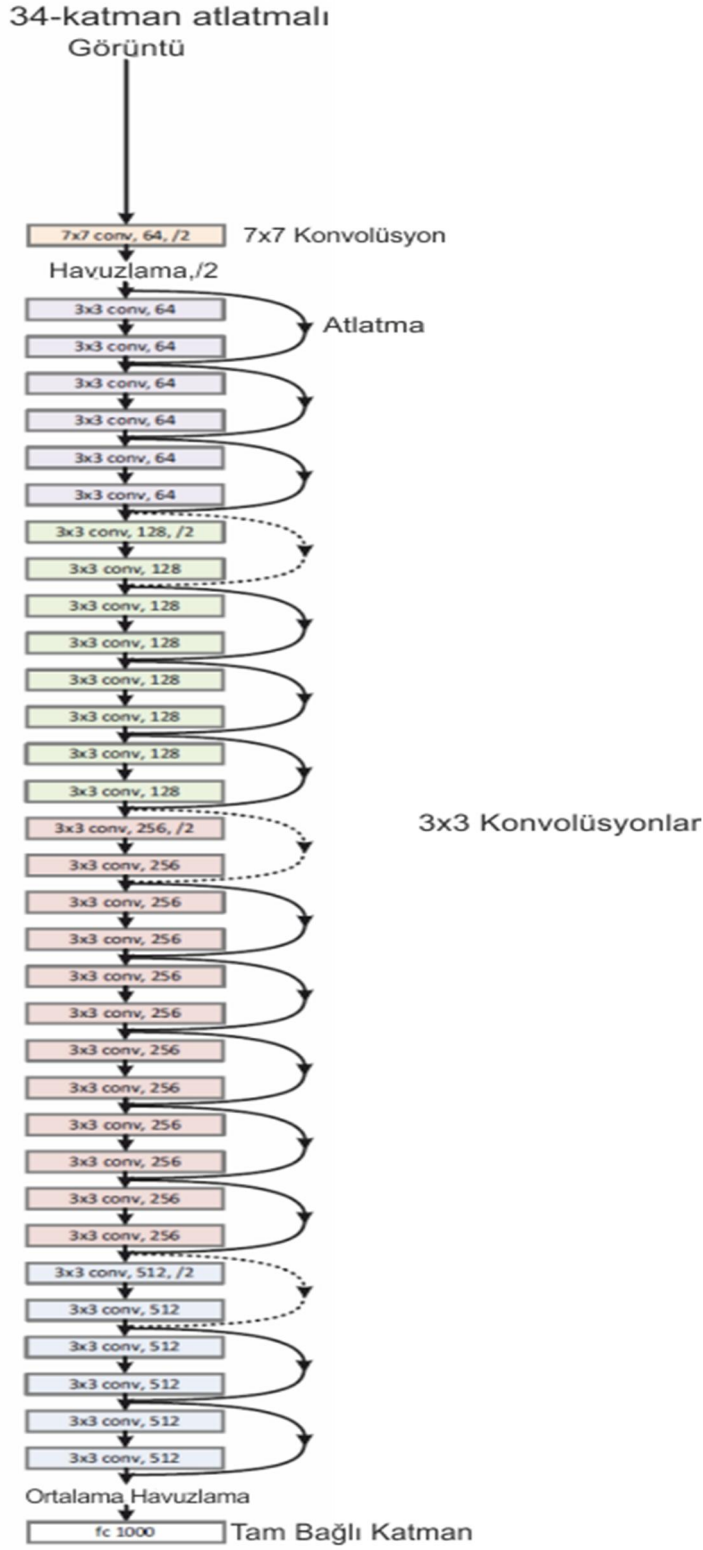 34-katman atlatmalı
Görüntü
7x7 conv, 64, /2
7x7 Konvolüsyon
Havuzlama,/2
3x3 conv, 64
Atlatma
3x3 conv, 64
3x3 conv, 64
3x3 conv, 64
3x3 conv, 64
3x3 conv, 64
3x3 conv, 128, /2
3x3 conv, 128
3x3 conv, 128
3x3 conv, 128
3x3 conv, 128
3x3 conv, 128
3x3 conv, 128
3x3 conv, 128
3x3 conv, 256, /2
3x3 Konvolüsyonlar
3x3 conv, 256
3x3 conv, 256
3x3 conv, 256
3x3 conv, 256
3x3 conv, 256
3x3 conv, 256
3x3 conv, 256
3x3 conv, 256
3x3 conv, 256
3x3 conv, 256
3x3 conv, 256
3x3 conv, 512, /2
3x3 conv, 512
3x3 conv, 512
3x3 conv, 512
3x3 conv, 512
3x3 conv, 512
Ortalama Havuzlama
fc 1000
Tam Bağlı Katman